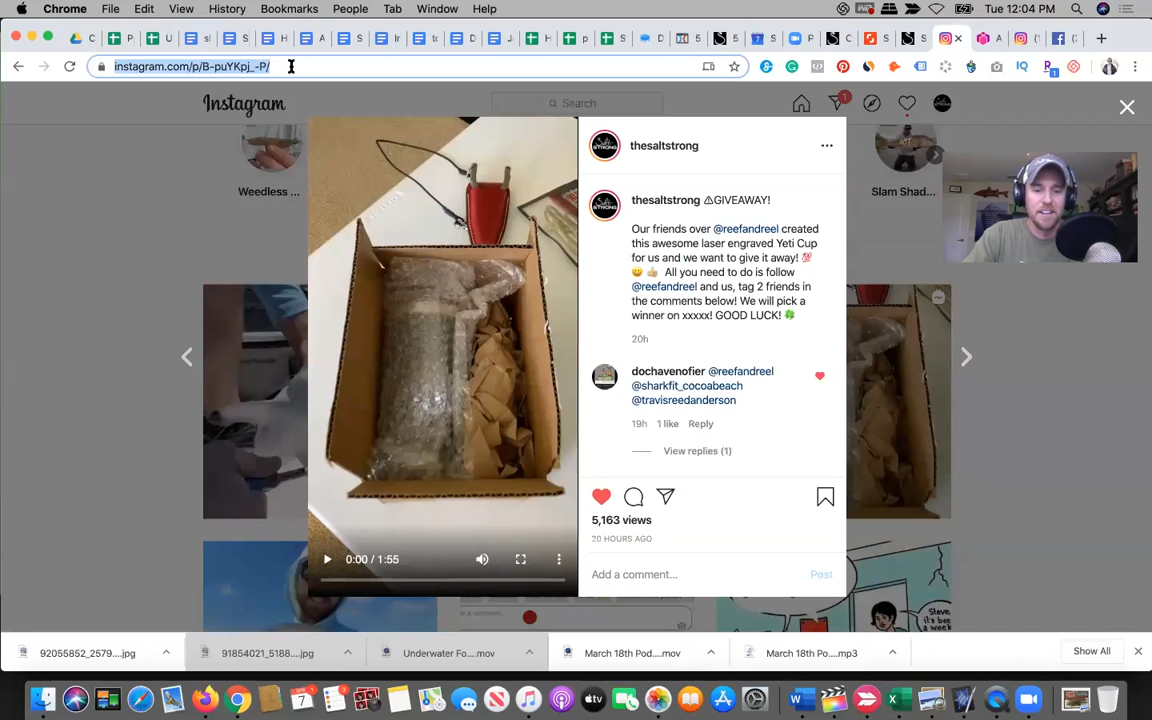 Chrome File Edit View History Bookmarks People Tab Window Help Tue 12:04 PM
instagram.com/p/B-puYKpj_-P/
Instagram
Search
1
Weedless ...
Slam Shad...
thesaltstrong
thesaltstrong ⚠GIVEAWAY!
Our friends over @reefandreel created
this awesome laser engraved Yeti Cup
for us and we want to give it away! 💯
😄 👍🏼 All you need to do is follow
@reefandreel and us, tag 2 friends in
the comments below! We will pick a
winner on xxxxx! GOOD LUCK! 🍀
20h
dochavenofier @reefandreel
@sharkfit_cocoabeach
@travisreedanderson
19h 1 like Reply
View replies (1)
5,163 views
20 HOURS AGO
0:00 / 1:55
Add a comment... Post
92055852_2579....jpg
91854021_5188....jpg
Underwater Fo....mov
March 18th Pod....mov
March 18th Po....mp3
Show All